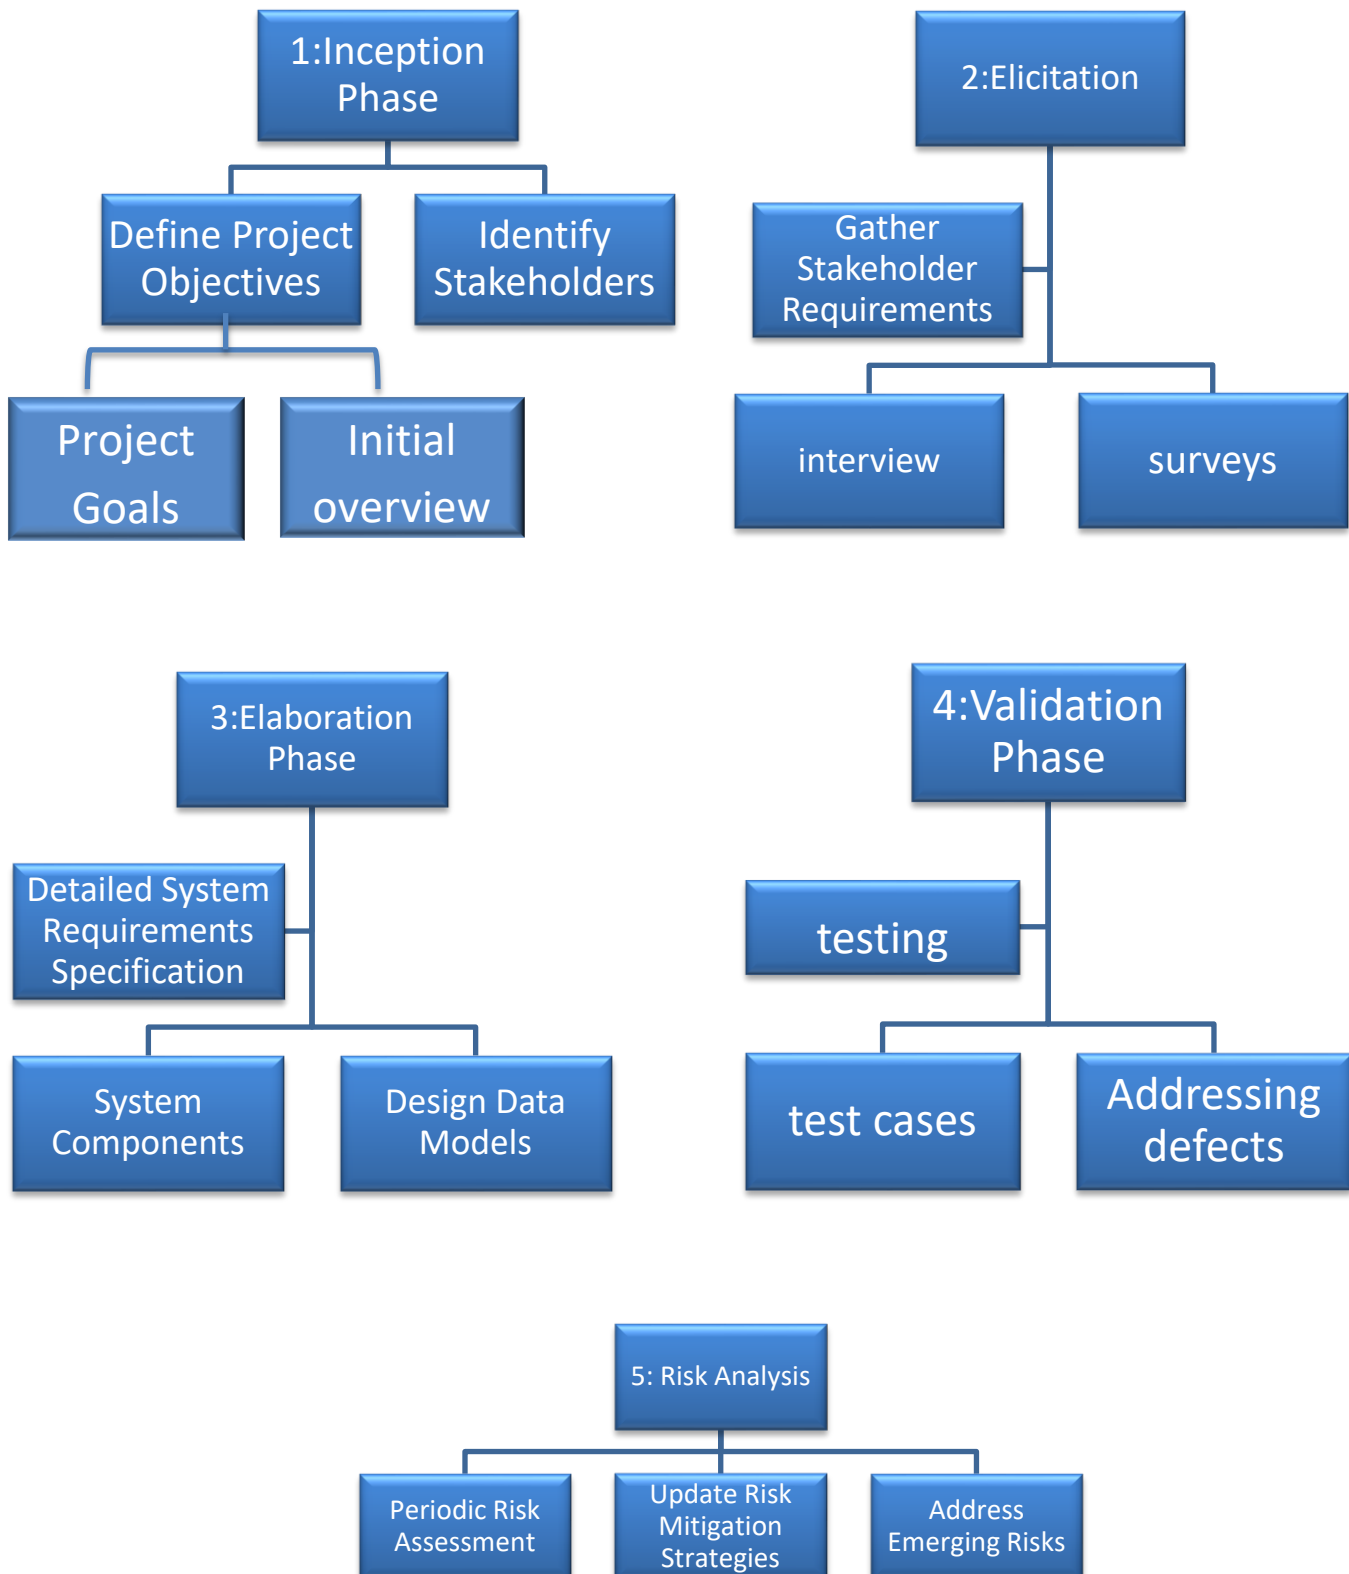 1:Inception
Phase
Define Project
Objectives
Identify
Stakeholders
Project
Goals
Initial
overview
2:Elicitation
Gather
Stakeholder
Requirements
interview
surveys
3:Elaboration
Phase
Detailed System
Requirements
Specification
System
Components
Design Data
Models
4:Validation
Phase
testing
test cases
Addressing
defects
5: Risk Analysis
Periodic Risk
Assessment
Update Risk
Mitigation
Strategies
Address
Emerging Risks